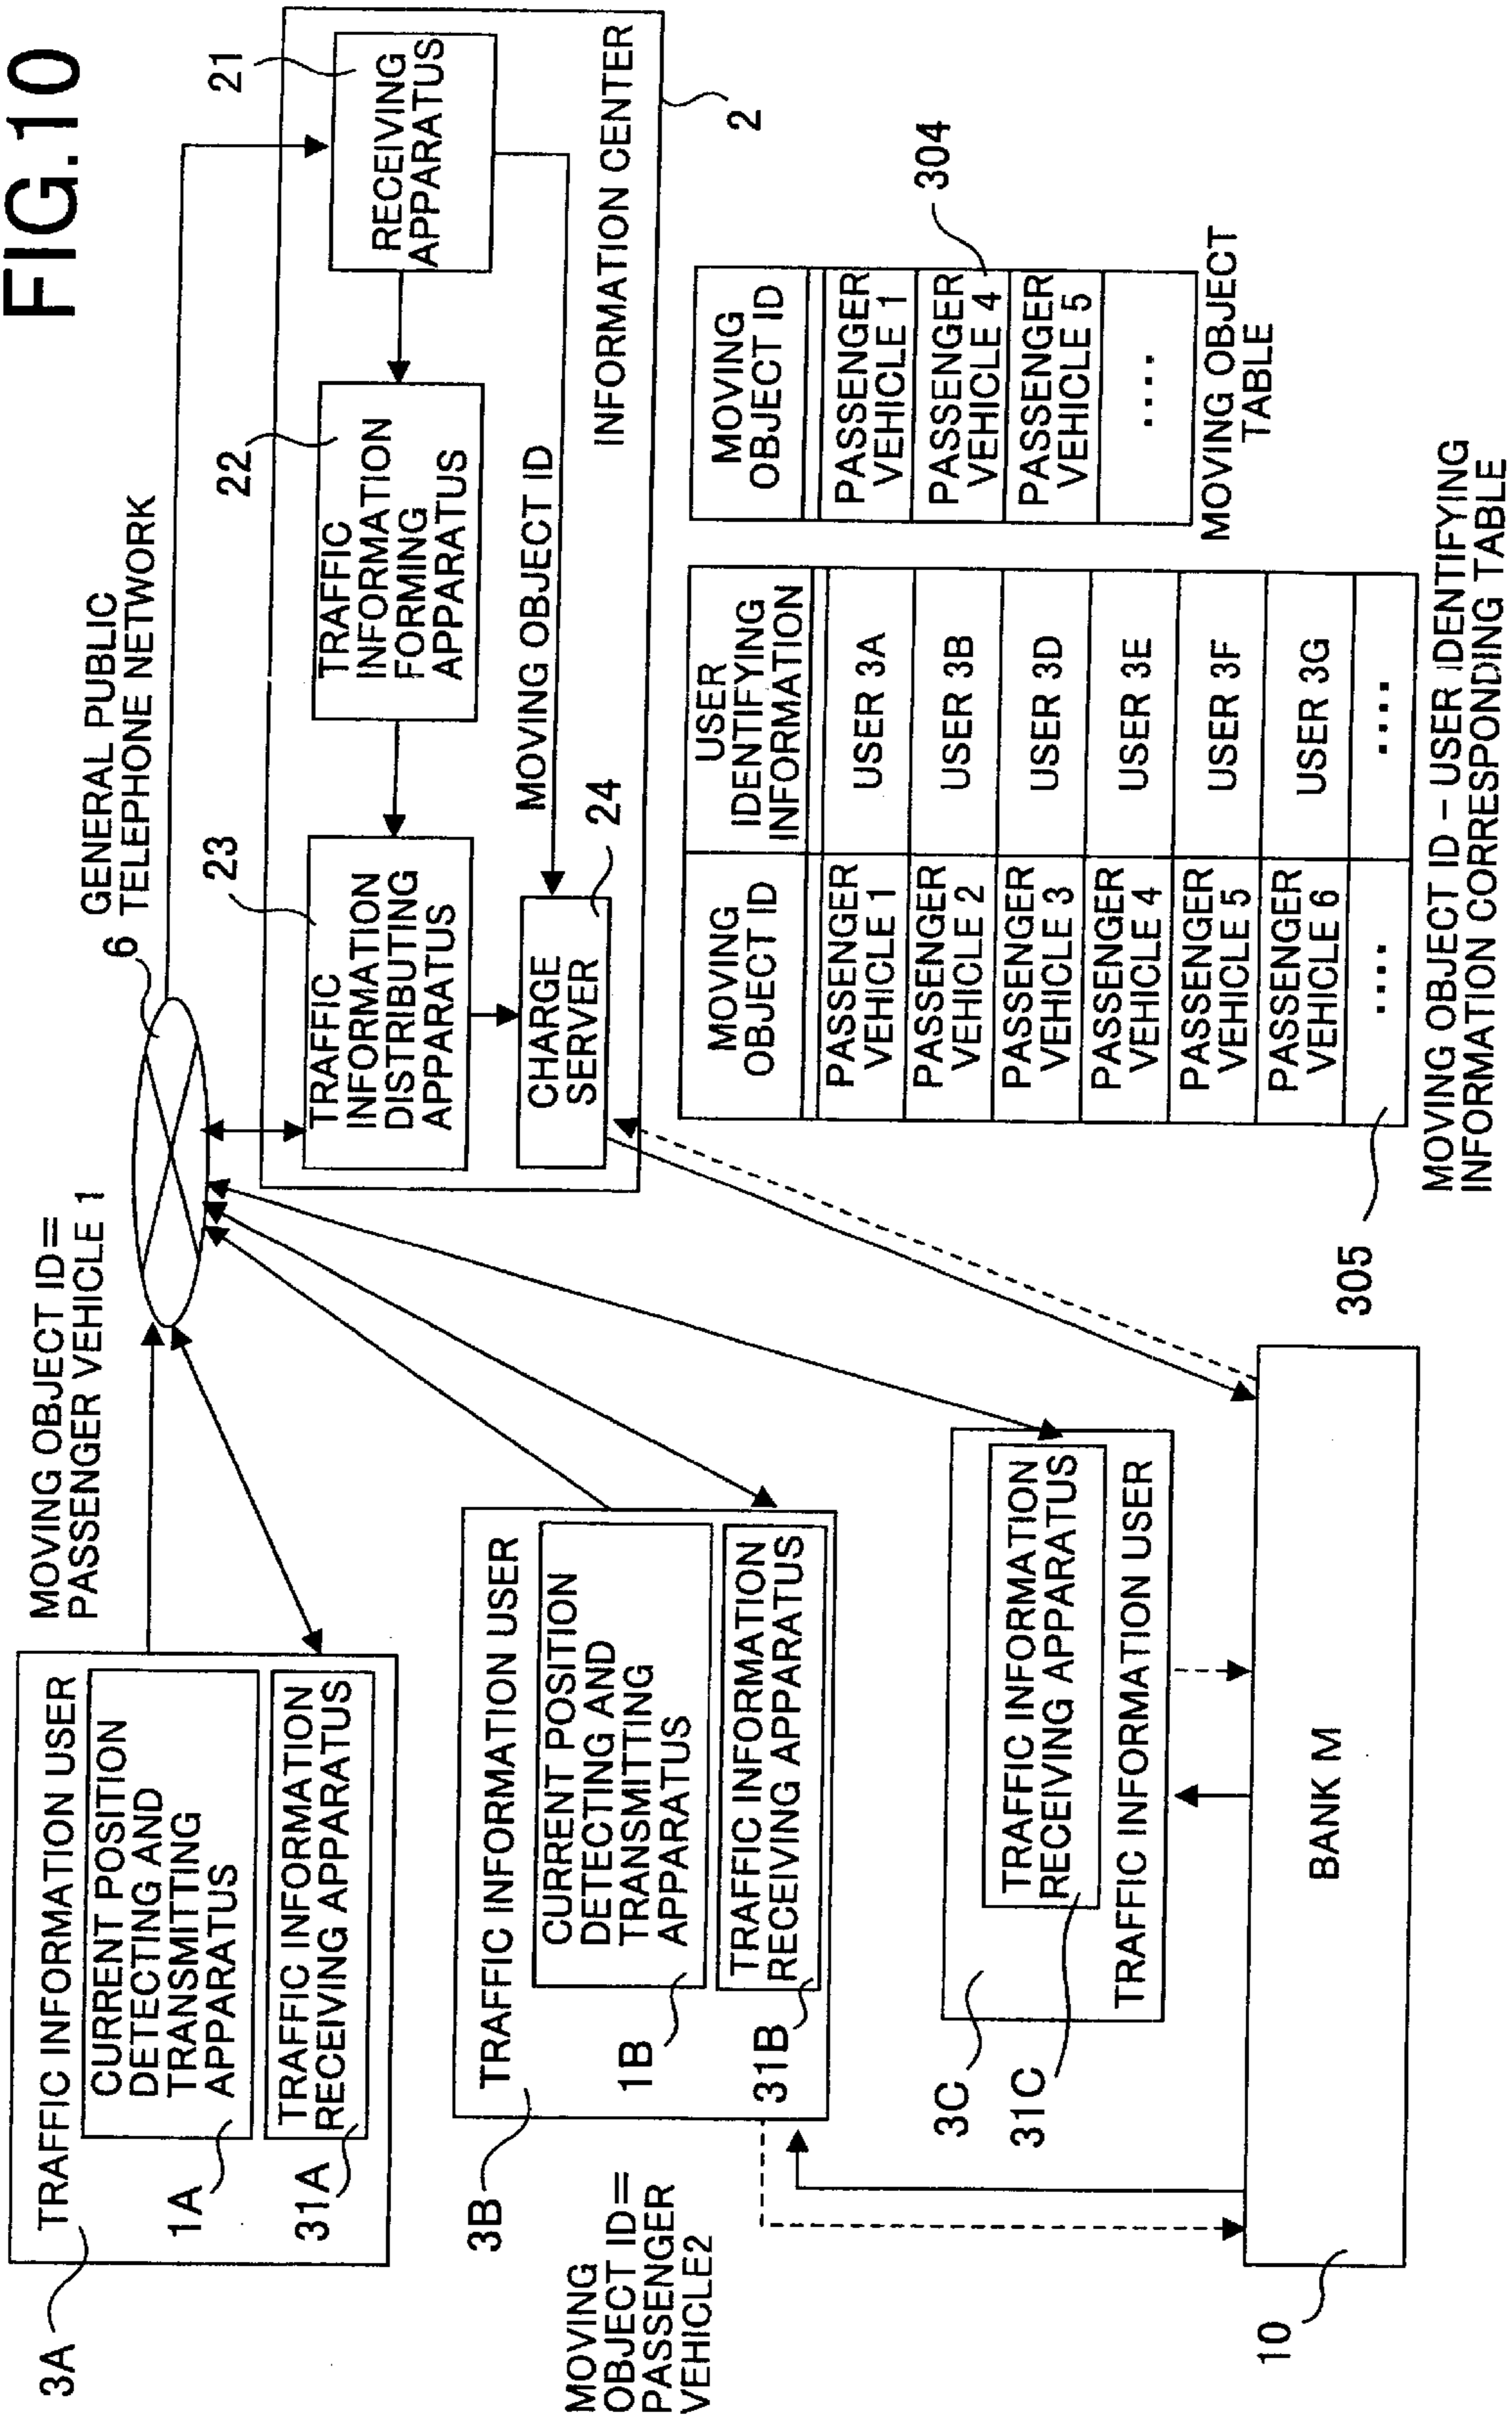 FIG.10
3A
TRAFFIC INFORMATION USER
CURRENT POSITION
DETECTING AND
TRANSMITTING
APPARATUS
1A
TRAFFIC INFORMATION
RECEIVING APPARATUS
31A
MOVING OBJECT ID=
PASSENGER VEHICLE 1
6
GENERAL PUBLIC
TELEPHONE NETWORK
21
RECEIVING
APPARATUS
22
TRAFFIC
INFORMATION
FORMING
APPARATUS
23
TRAFFIC
INFORMATION
DISTRIBUTING
APPARATUS
MOVING OBJECT ID
24
CHARGE
SERVER
INFORMATION CENTER
2
3B
TRAFFIC INFORMATION USER
CURRENT POSITION
DETECTING AND
TRANSMITTING
APPARATUS
1B
TRAFFIC INFORMATION
RECEIVING APPARATUS
31B
MOVING
OBJECT ID=
PASSENGER
VEHICLE2
3C
TRAFFIC INFORMATION
RECEIVING APPARATUS
31C
TRAFFIC INFORMATION USER
BANK M
10
MOVING
OBJECT ID
USER
IDENTIFYING
INFORMATION
PASSENGER
VEHICLE 1
USER 3A
PASSENGER
VEHICLE 2
USER 3B
PASSENGER
VEHICLE 3
USER 3D
PASSENGER
VEHICLE 4
USER 3E
PASSENGER
VEHICLE 5
USER 3F
PASSENGER
VEHICLE 6
USER 3G
....
....
305
MOVING OBJECT ID – USER IDENTIFYING
INFORMATION CORRESPONDING TABLE
MOVING
OBJECT ID
PASSENGER
VEHICLE 1
PASSENGER
VEHICLE 4
PASSENGER
VEHICLE 5
....
304
MOVING OBJECT
TABLE